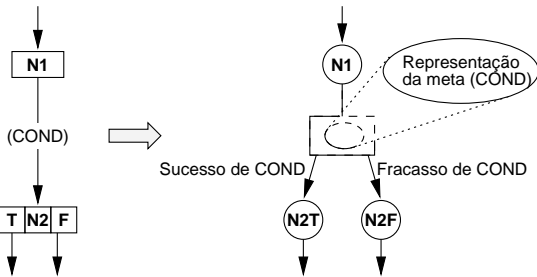 N1
(COND)
T N2 F
N1
Representação
da meta (COND)
Sucesso de COND
Fracasso de COND
N2T
N2F